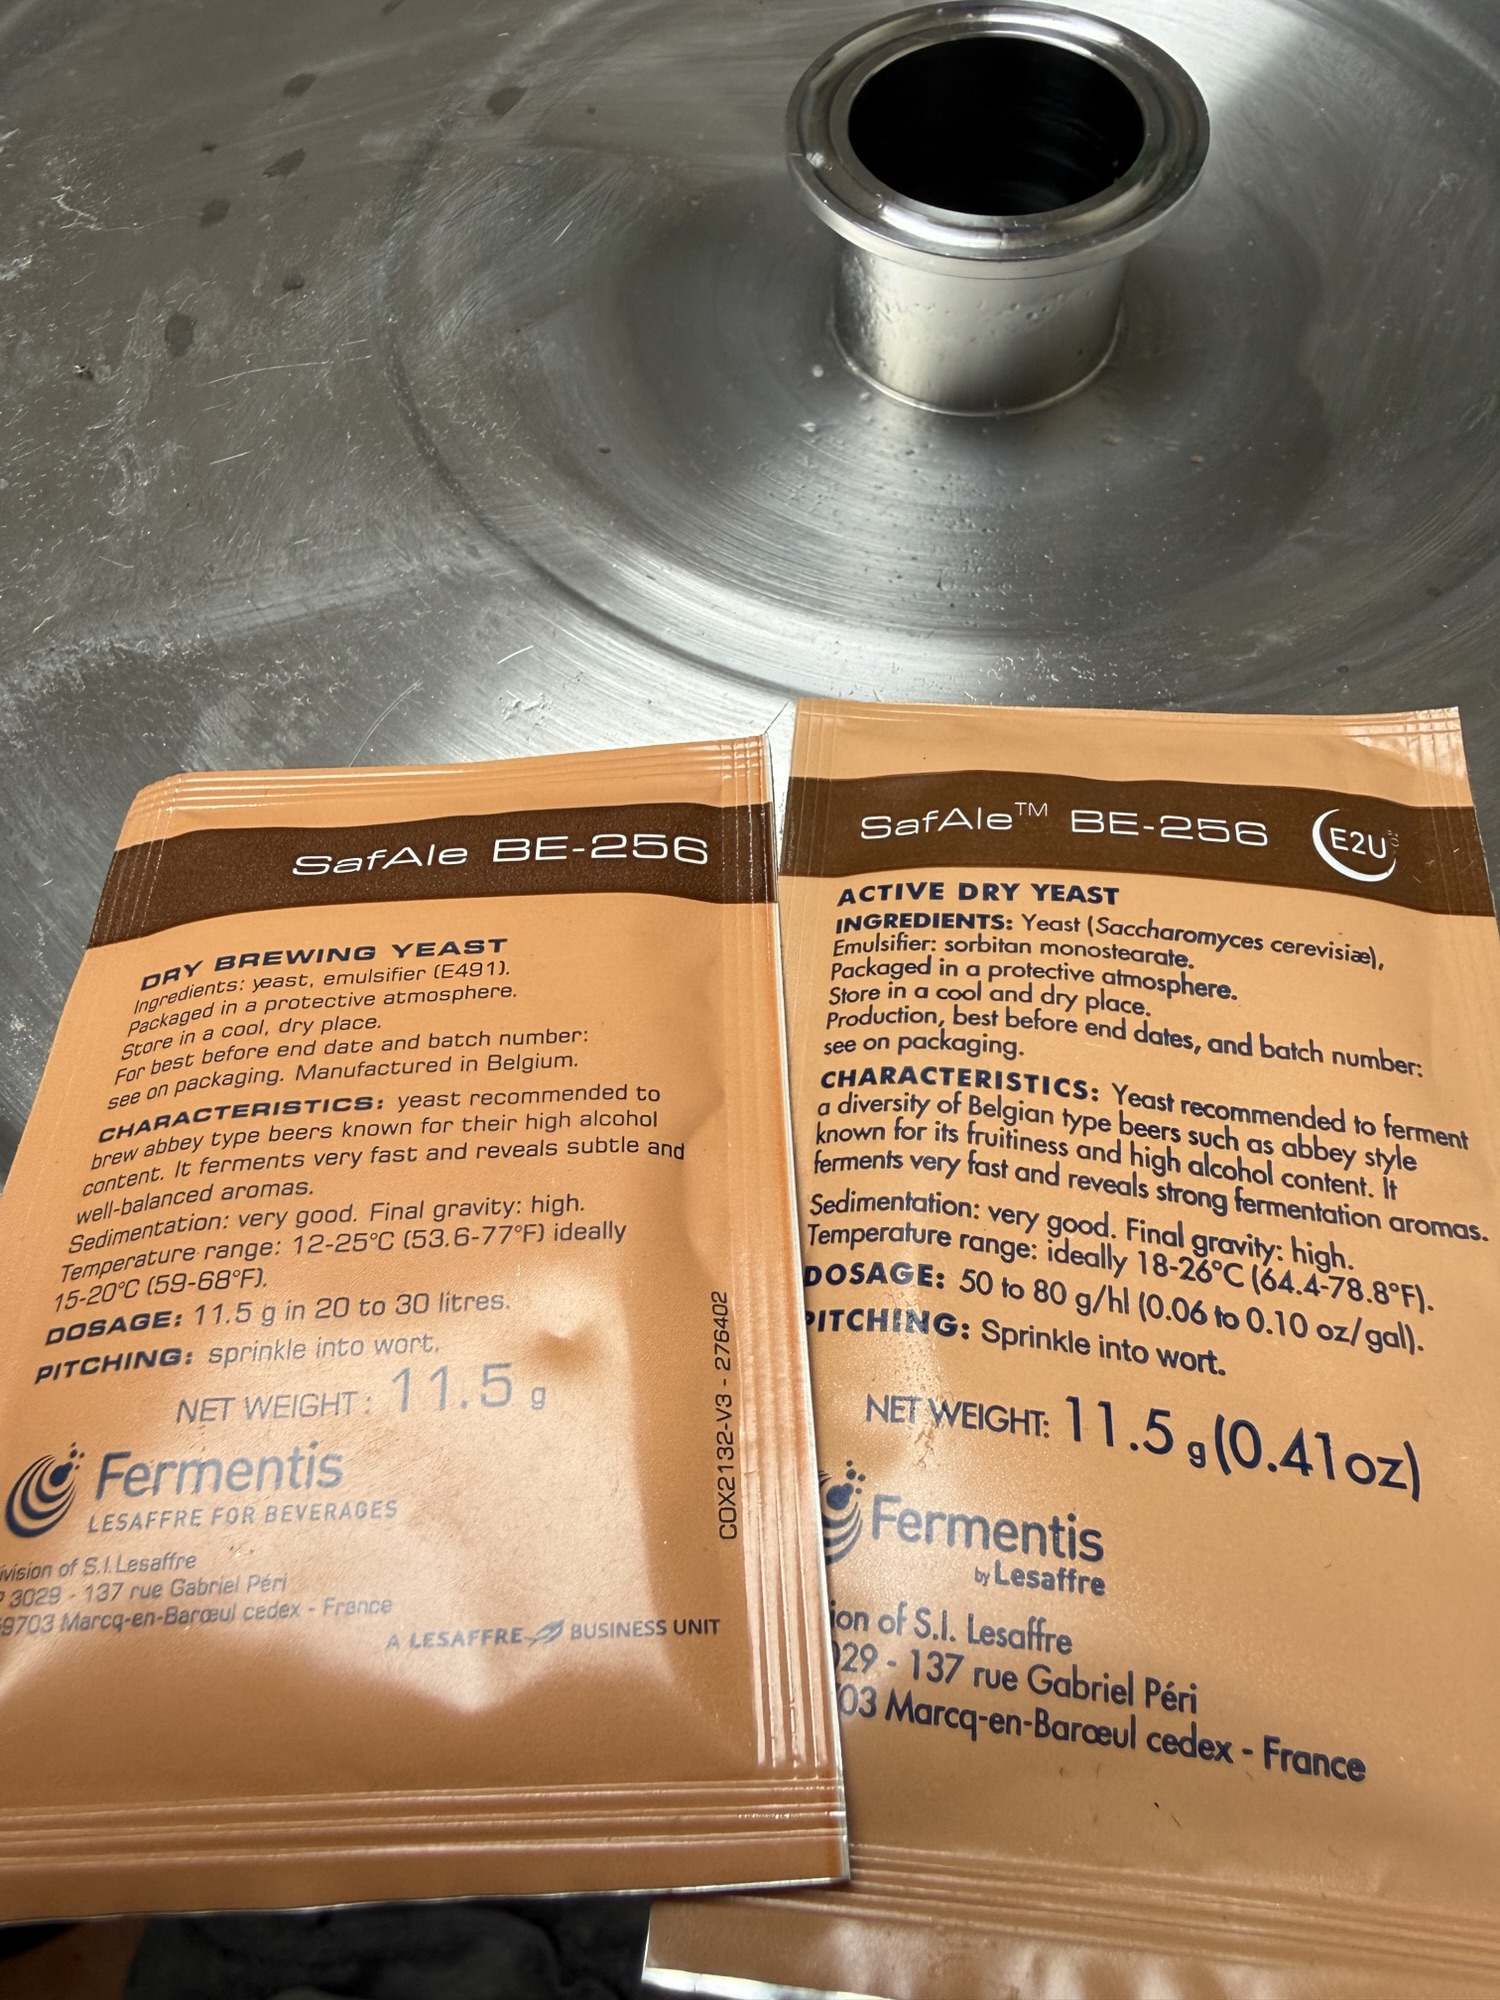 SafAle BE-256
DRY BREWING YEAST
Ingredients: yeast, emulsifier (E491).
Packaged in a protective atmosphere.
Store in a cool, dry place.
For best before end date and batch number:
see on packaging. Manufactured in Belgium.
CHARACTERISTICS: yeast recommended to
brew abbey type beers known for their high alcohol
content. It ferments very fast and reveals subtle and
well-balanced aromas.
Sedimentation: very good. Final gravity: high.
Temperature range: 12-25°C (53.6-77°F) ideally
15-20°C (59-68°F).
DOSAGE: 11.5 g in 20 to 30 litres.
PITCHING: sprinkle into wort.
NET WEIGHT: 11.5 g
Fermentis
LESAFFRE FOR BEVERAGES
of S.I.Lesaffre
3029 - 137 rue Gabriel Péri
Marcq-en-Barœul cedex - France
A LESAFFRE BUSINESS UNIT
COX2132-V3 - 276402
SafAle™ BE-256 E2U
ACTIVE DRY YEAST
INGREDIENTS: Yeast (Saccharomyces cerevisiæ),
Emulsifier: sorbitan monostearate.
Packaged in a protective atmosphere.
Store in a cool and dry place.
Production, best before end dates, and batch number:
see on packaging.
CHARACTERISTICS: Yeast recommended to ferment
a diversity of Belgian type beers such as abbey style
known for its fruitiness and high alcohol content. It
ferments very fast and reveals strong fermentation aromas.
Sedimentation: very good. Final gravity: high.
Temperature range: ideally 18-26°C (64.4-78.8°F).
DOSAGE: 50 to 80 g/hl (0.06 to 0.10 oz/gal).
PITCHING: Sprinkle into wort.
NET WEIGHT: 11.5 g (0.41oz)
Fermentis
by Lesaffre
of S.I. Lesaffre
- 137 rue Gabriel Péri
Marcq-en-Barœul cedex - France